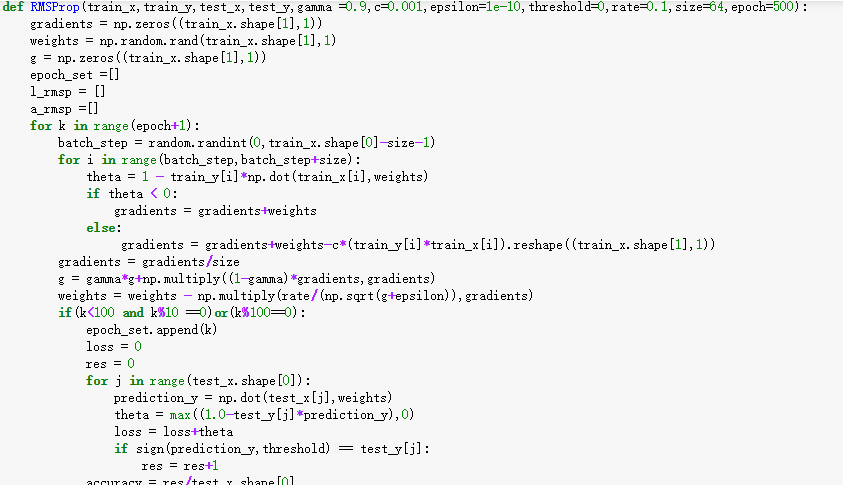 def RMSProp(train_x,train_y,test_x,test_y,gamma =0.9,c=0.001,epsilon=1e-10,threshold=0,rate=0.1,size=64,epoch=500):
    gradients = np.zeros((train_x.shape[1],1))
    weights = np.random.rand(train_x.shape[1],1)
    g = np.zeros((train_x.shape[1],1))
    epoch_set =[]
    l_rmsp = []
    a_rmsp =[]
    for k in range(epoch+1):
        batch_step = random.randint(0,train_x.shape[0]-size-1)
        for i in range(batch_step,batch_step+size):
            theta = 1 - train_y[i]*np.dot(train_x[i],weights)
            if theta < 0:
                gradients = gradients+weights
            else:
                 gradients = gradients+weights-c*(train_y[i]*train_x[i]).reshape((train_x.shape[1],1))
        gradients = gradients/size
        g = gamma*g+np.multiply((1-gamma)*gradients,gradients)
        weights = weights - np.multiply(rate/(np.sqrt(g+epsilon)),gradients)
        if(k<100 and k%10 ==0)or(k%100==0):
            epoch_set.append(k)
            loss = 0
            res = 0
            for j in range(test_x.shape[0]):
                prediction_y = np.dot(test_x[j],weights)
                theta = max((1.0-test_y[j]*prediction_y),0)
                loss = loss+theta
                if sign(prediction_y,threshold) == test_y[j]:
                    res = res+1
            accuracy = res/test_x.shape[0]